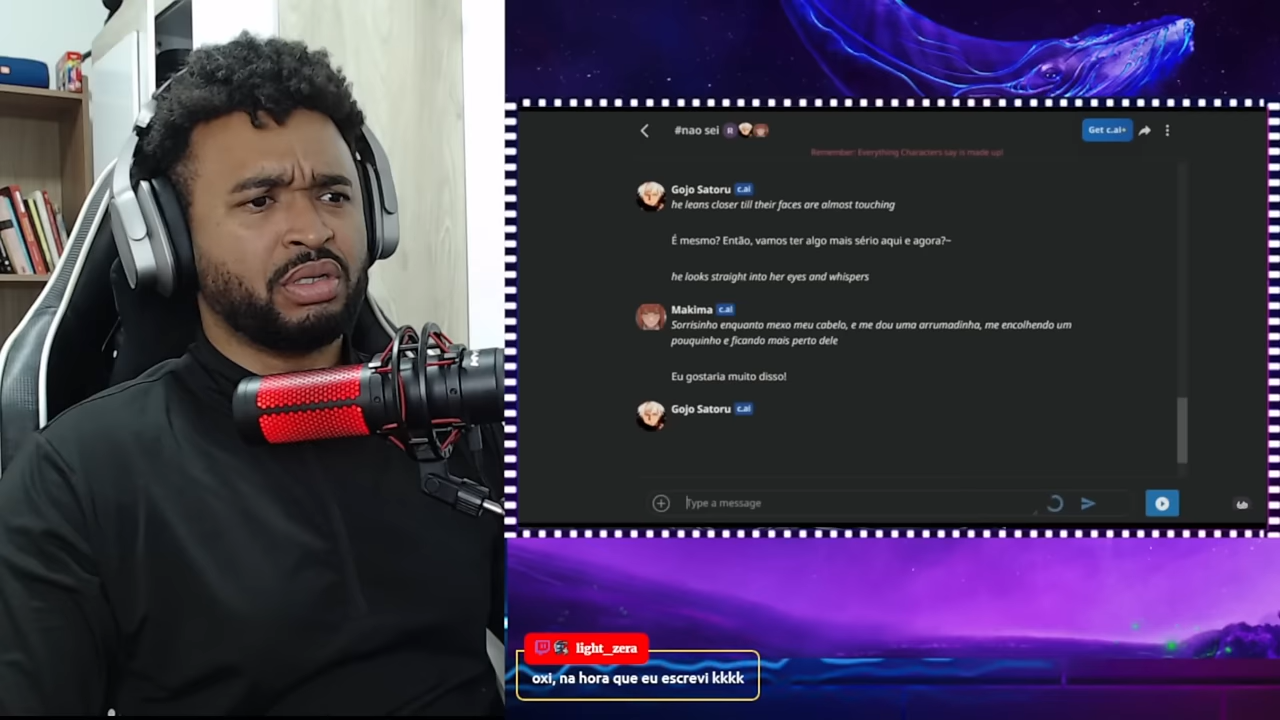 #nao sei
R
Get c.ai+
Remember: Everything Characters say is made up!
Gojo Satoru c.ai
he leans closer till their faces are almost touching
É mesmo? Então, vamos ter algo mais sério aqui e agora?~
he looks straight into her eyes and whispers
Makima c.ai
Sorrisinho enquanto mexo meu cabelo, e me dou uma arrumadinha, me encolhendo um
pouquinho e ficando mais perto dele
Eu gostaria muito disso!
Gojo Satoru c.ai
Type a message
light_zera
oxi, na hora que eu escrevi kkkk